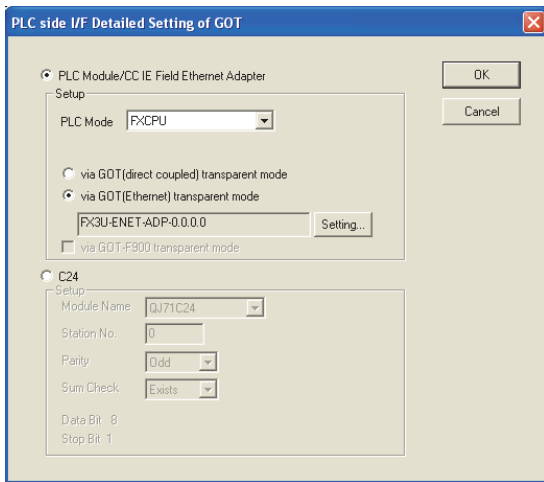 PLC side I/F Detailed Setting of GOT
PLC Module/CC IE Field Ethernet Adapter
OK
Setup
Cancel
PLC Mode FXCPU
via GOT(direct coupled) transparent mode
via GOT(Ethernet) transparent mode
FX3U-ENET-ADP-0.0.0.0 Setting...
via GOT-F900 transparent mode
C24
Setup
Module Name QJ71C24
Station No. 0
Parity Odd
Sum Check Exists
Data Bit 8
Stop Bit 1